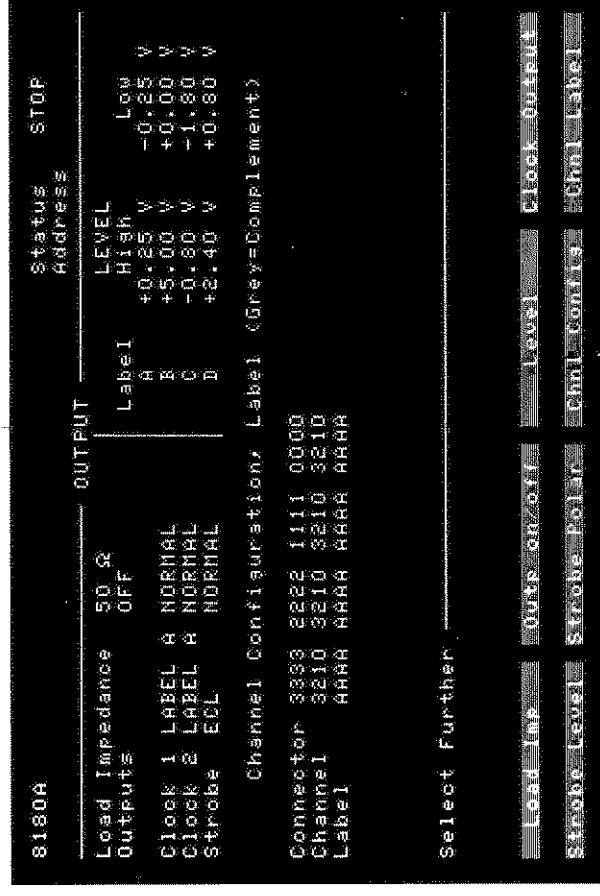 8180A Status STOP
Address
OUTPUT
Load Impedance 50 Ω LEVEL
Outputs OFF Label High Low
A +0.25 V -0.25 V
Clock 1 LABEL A NORMAL B +5.00 V +0.00 V
Clock 2 LABEL A NORMAL C -0.80 V -1.80 V
Strobe ECL NORMAL D +2.40 V +0.80 V
Channel Configuration, Label (Grey=Complement)
Connector 3333 2222 1111 0000
Channel 3210 3210 3210 3210
Label AAAA AAAA AAAA AAAA
Select Further
Load Imp Outp on/off Level Clock Output
Strobe Level Strobe Polar Chnl Config Chnl Label